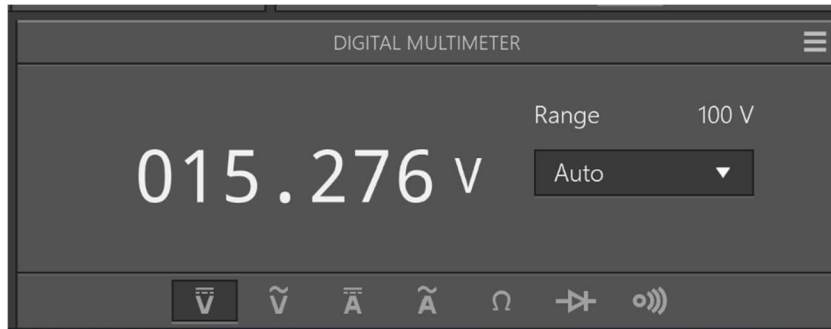 DIGITAL MULTIMETER
Range 100 V
015.276 V
Auto
V V A A Ω